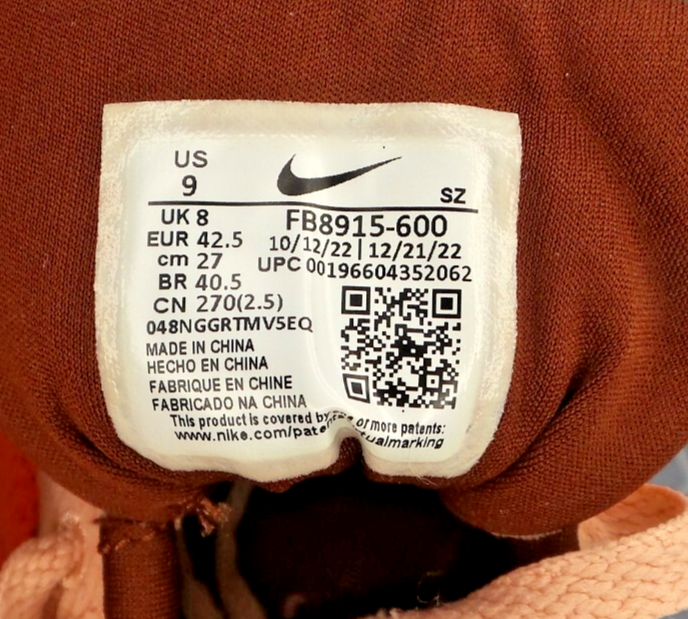 US
9
SZ
UK 8
EUR 42.5
cm 27
BR 40.5
CN 270(2.5)
FB8915-600
10/12/22 | 12/21/22
UPC 00196604352062
048NGGRTMV5EQ
MADE IN CHINA
HECHO EN CHINA
FABRIQUE EN CHINE
FABRICADO NA CHINA
This product is covered by or more patents:
www.nike.com/pate tualmarking